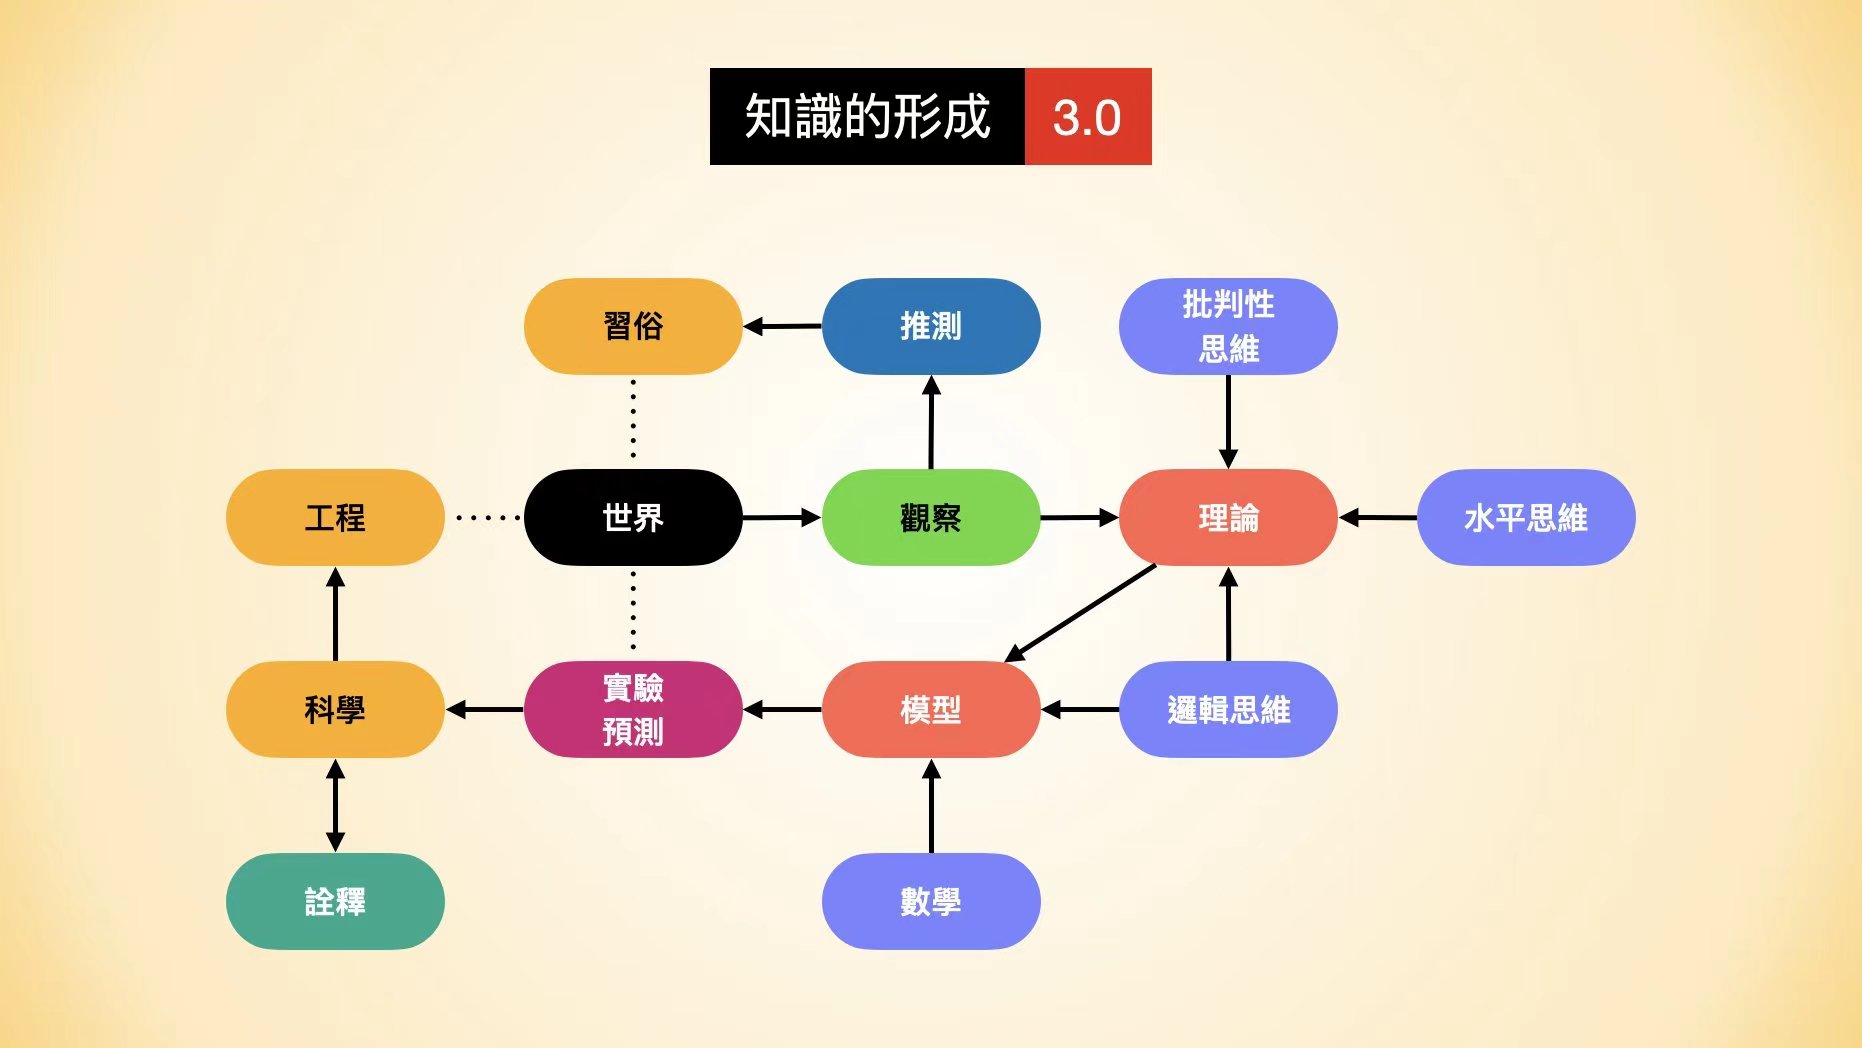 知識的形成 3.0
習俗
推測
批判性
思維
工程
世界
觀察
理論
水平思維
科學
實驗
預測
模型
邏輯思維
詮釋
數學